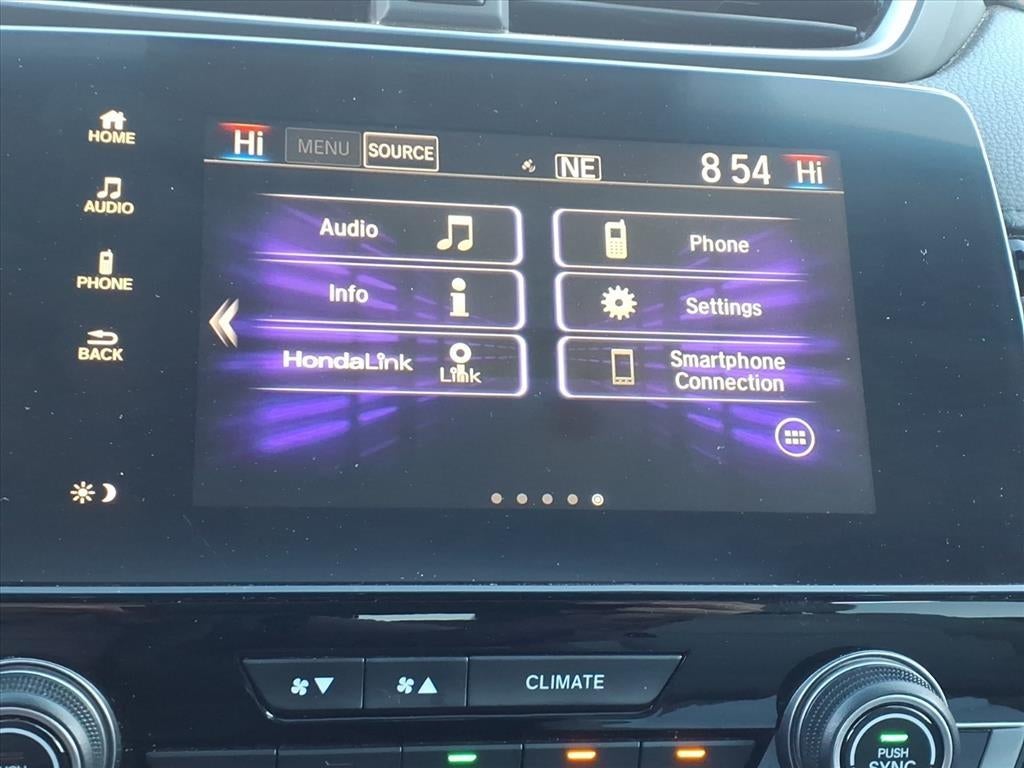 HOME
AUDIO
PHONE
BACK
Hi MENU SOURCE NE 8 54 Hi
Audio Phone
Info Settings
HondaLink Link Smartphone
Connection
CLIMATE
PUSH
SYNC